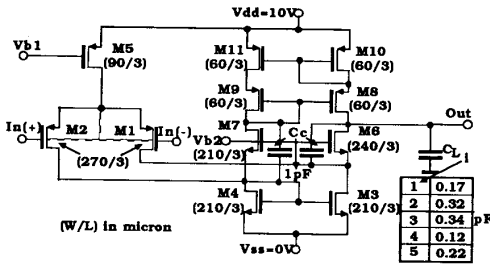 Vdd=10V
Vb1
M5
(90/3)
M11
(60/3)
M10
(60/3)
M9
(60/3)
M8
(60/3)
In(+)
M2
M1
In(-)
(270/3)
M7
Vb2
(210/3)
Cc
1pF
M6
(240/3)
Out
CL
i
M4
(210/3)
M3
(210/3)
1 0.17
2 0.32
3 0.34 pF
4 0.12
5 0.22
(W/L) in micron
Vss=0V